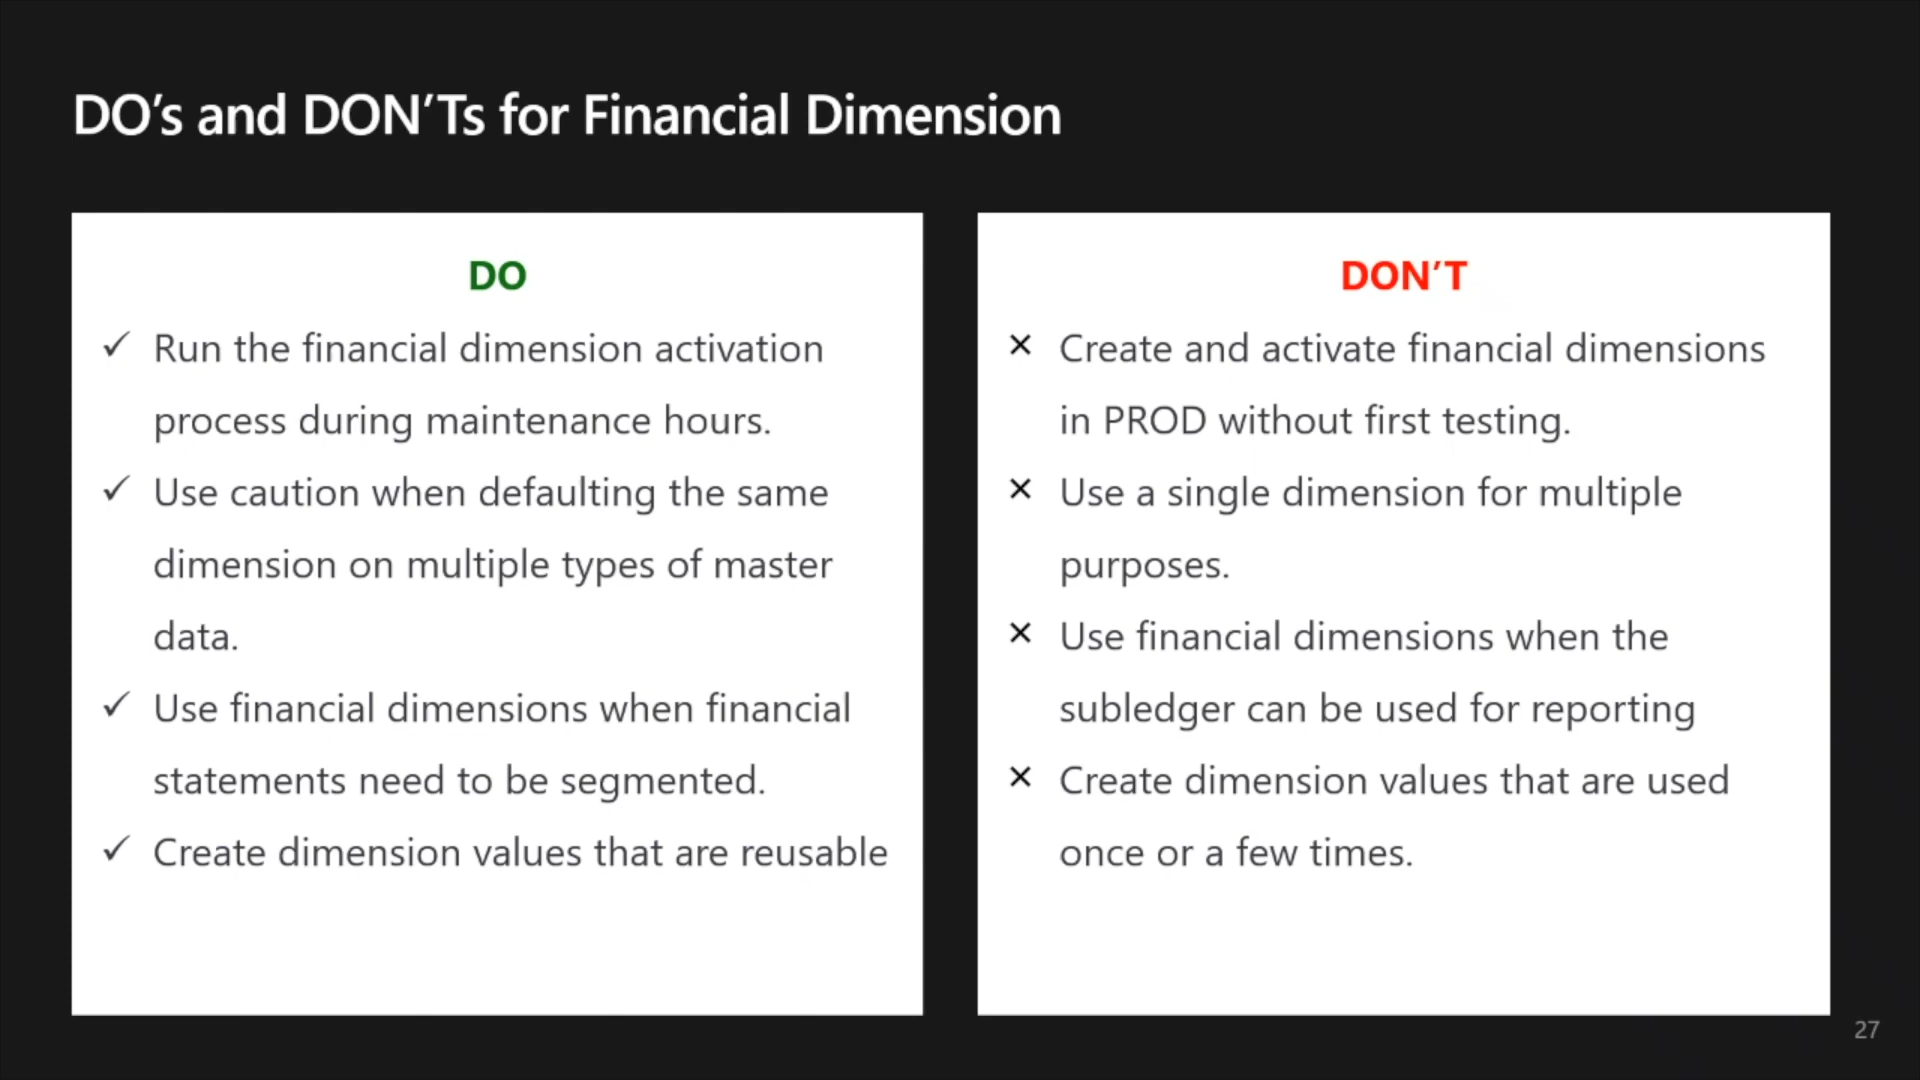 DO’s and DON’Ts for Financial Dimension
DO
✓ Run the financial dimension activation
process during maintenance hours.
✓ Use caution when defaulting the same
dimension on multiple types of master
data.
✓ Use financial dimensions when financial
statements need to be segmented.
✓ Create dimension values that are reusable
DON’T
✕ Create and activate financial dimensions
in PROD without first testing.
✕ Use a single dimension for multiple
purposes.
✕ Use financial dimensions when the
subledger can be used for reporting
✕ Create dimension values that are used
once or a few times.
27